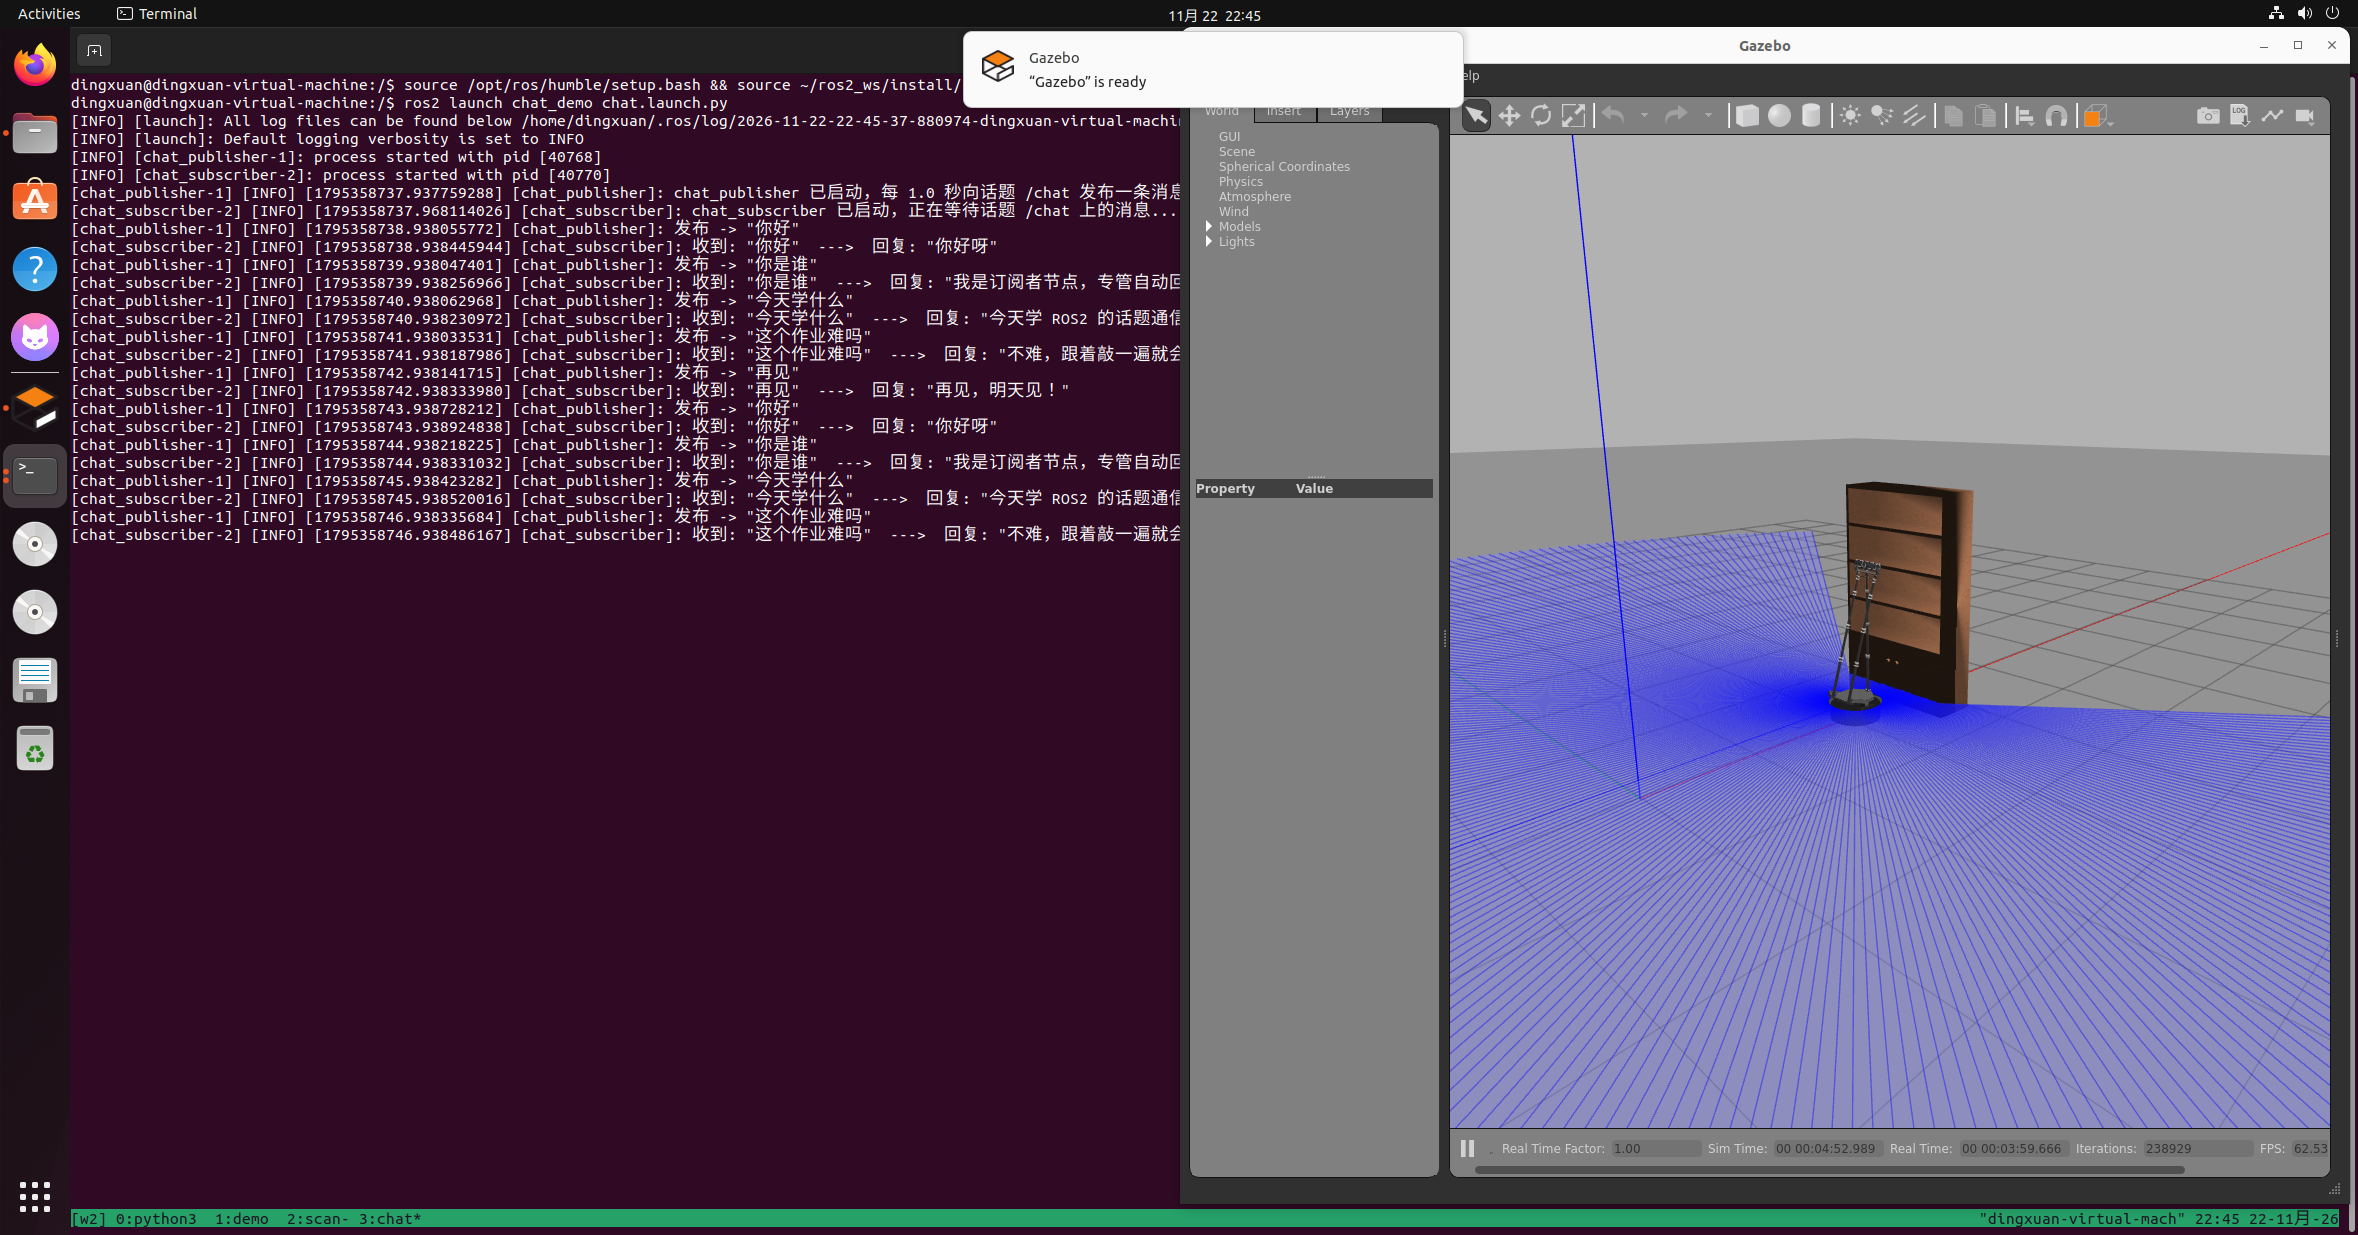 Activities
Terminal
11月 22 22:45
Gazebo
“Gazebo” is ready
Gazebo
elp
dingxuan@dingxuan-virtual-machine:/$ source /opt/ros/humble/setup.bash && source ~/ros2_ws/install/
dingxuan@dingxuan-virtual-machine:/$ ros2 launch chat_demo chat.launch.py
[INFO] [launch]: All log files can be found below /home/dingxuan/.ros/log/2026-11-22-22-45-37-880974-dingxuan-virtual-machin
[INFO] [launch]: Default logging verbosity is set to INFO
[INFO] [chat_publisher-1]: process started with pid [40768]
[INFO] [chat_subscriber-2]: process started with pid [40770]
[chat_publisher-1] [INFO] [1795358737.937759288] [chat_publisher]: chat_publisher 已启动，每 1.0 秒向话题 /chat 发布一条消息
[chat_subscriber-2] [INFO] [1795358737.968114026] [chat_subscriber]: chat_subscriber 已启动，正在等待话题 /chat 上的消息...
[chat_publisher-1] [INFO] [1795358738.938055772] [chat_publisher]: 发布 -> "你好"
[chat_subscriber-2] [INFO] [1795358738.938445944] [chat_subscriber]: 收到: "你好"  --->  回复: "你好呀"
[chat_publisher-1] [INFO] [1795358739.938047401] [chat_publisher]: 发布 -> "你是谁"
[chat_subscriber-2] [INFO] [1795358739.938256966] [chat_subscriber]: 收到: "你是谁"  --->  回复: "我是订阅者节点，专管自动回
[chat_publisher-1] [INFO] [1795358740.938062968] [chat_publisher]: 发布 -> "今天学什么"
[chat_subscriber-2] [INFO] [1795358740.938230972] [chat_subscriber]: 收到: "今天学什么"  --->  回复: "今天学 ROS2 的话题通信
[chat_publisher-1] [INFO] [1795358741.938033531] [chat_publisher]: 发布 -> "这个作业难吗"
[chat_subscriber-2] [INFO] [1795358741.938187986] [chat_subscriber]: 收到: "这个作业难吗"  --->  回复: "不难，跟着敲一遍就会
[chat_publisher-1] [INFO] [1795358742.938141715] [chat_publisher]: 发布 -> "再见"
[chat_subscriber-2] [INFO] [1795358742.938333980] [chat_subscriber]: 收到: "再见"  --->  回复: "再见，明天见！"
[chat_publisher-1] [INFO] [1795358743.938728212] [chat_publisher]: 发布 -> "你好"
[chat_subscriber-2] [INFO] [1795358743.938924838] [chat_subscriber]: 收到: "你好"  --->  回复: "你好呀"
[chat_publisher-1] [INFO] [1795358744.938218225] [chat_publisher]: 发布 -> "你是谁"
[chat_subscriber-2] [INFO] [1795358744.938331032] [chat_subscriber]: 收到: "你是谁"  --->  回复: "我是订阅者节点，专管自动回
[chat_publisher-1] [INFO] [1795358745.938423282] [chat_publisher]: 发布 -> "今天学什么"
[chat_subscriber-2] [INFO] [1795358745.938520016] [chat_subscriber]: 收到: "今天学什么"  --->  回复: "今天学 ROS2 的话题通信
[chat_publisher-1] [INFO] [1795358746.938335684] [chat_publisher]: 发布 -> "这个作业难吗"
[chat_subscriber-2] [INFO] [1795358746.938486167] [chat_subscriber]: 收到: "这个作业难吗"  --->  回复: "不难，跟着敲一遍就会
World Insert Layers
GUI
Scene
Spherical Coordinates
Physics
Atmosphere
Wind
Models
Lights
Property Value
LOG
Real Time Factor: 1.00 Sim Time: 00 00:04:52.989 Real Time: 00 00:03:59.666 Iterations: 238929 FPS: 62.53
[w2] 0:python3  1:demo  2:scan- 3:chat*
"dingxuan-virtual-mach" 22:45 22-11月-26